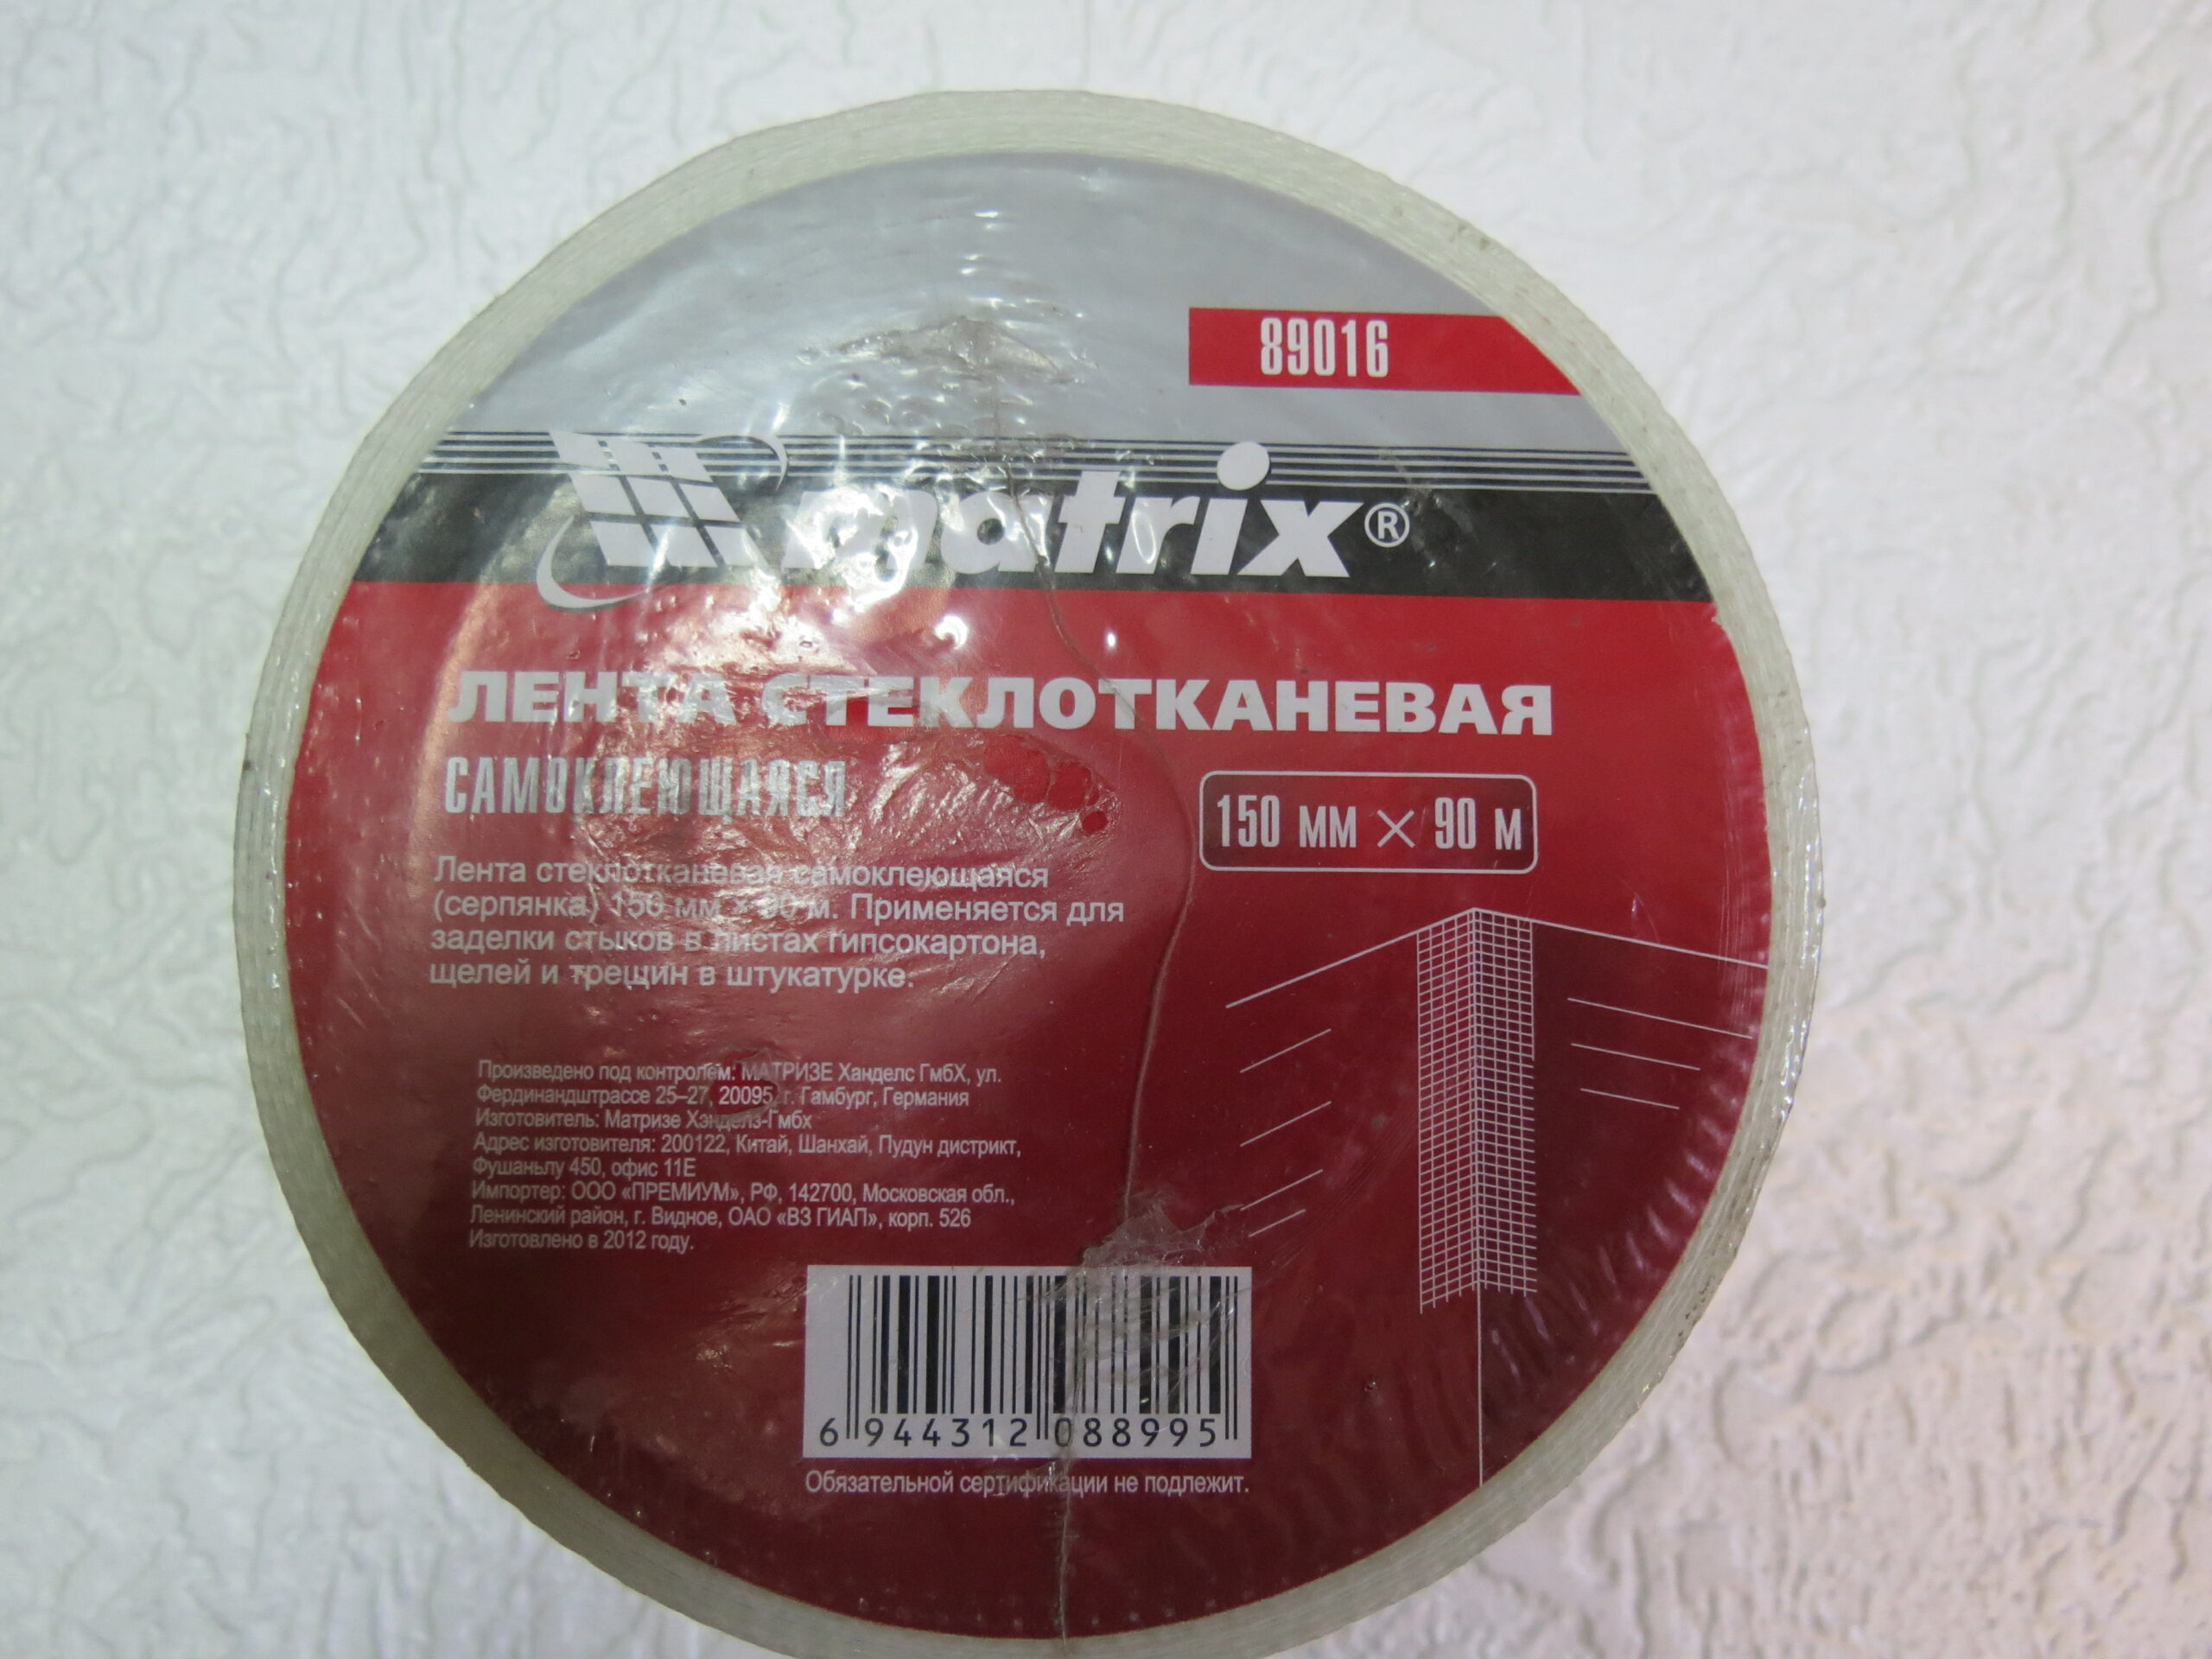 89016
matrix®
ЛЕНТА СТЕКЛОТКАНЕВАЯ
САМОКЛЕЮЩАЯСЯ
150 мм × 90 м
Лента стеклотканевая самоклеющаяся
(серпянка) 150 мм × 90 м. Применяется для
заделки стыков в листах гипсокартона,
щелей и трещин в штукатурке.
Произведено под контролем: МАТРИЗЕ Ханделс ГмбХ, ул.
Фердинандштрассе 25–27, 20095, г. Гамбург, Германия
Изготовитель: Матризе Хэнделз-Гмбх
Адрес изготовителя: 200122, Китай, Шанхай, Пудун дистрикт,
Фушаньлу 450, офис 11Е
Импортер: ООО «ПРЕМИУМ», РФ, 142700, Московская обл.,
Ленинский район, г. Видное, ОАО «ВЗ ГИАП», корп. 526
Изготовлено в 2012 году.
6 944312 088995
Обязательной сертификации не подлежит.